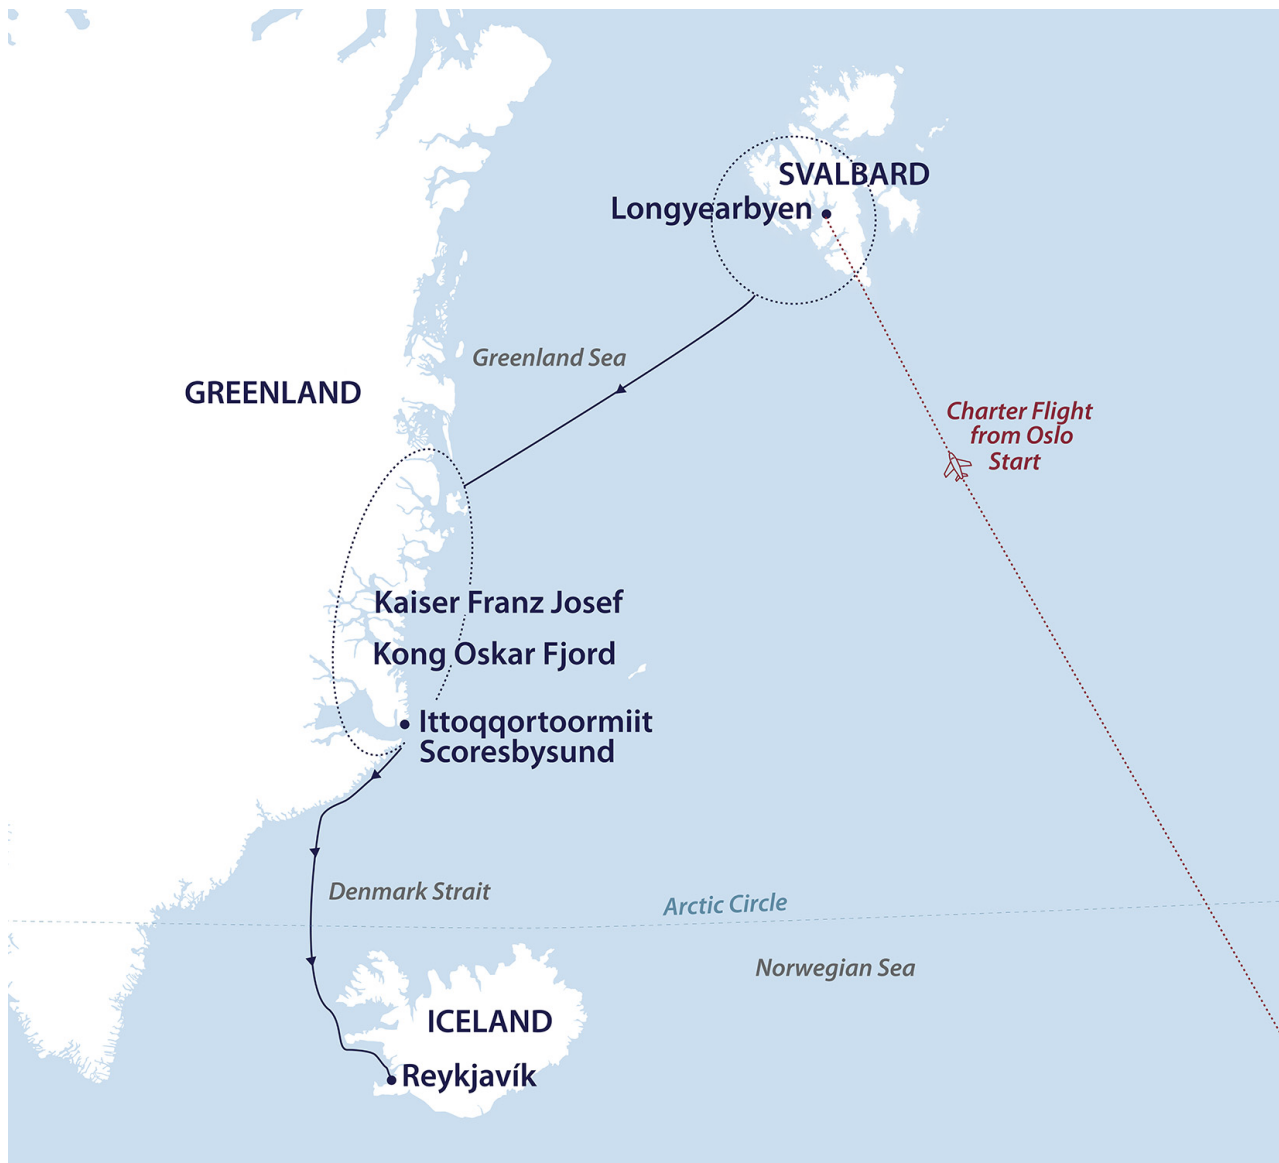 SVALBARD
Longyearbyen
Greenland Sea
GREENLAND
Charter Flight
from Oslo
Start
Kaiser Franz Josef
Kong Oskar Fjord
Ittoqqortoormiit
Scoresbysund
Denmark Strait
Arctic Circle
Norwegian Sea
ICELAND
Reykjavík